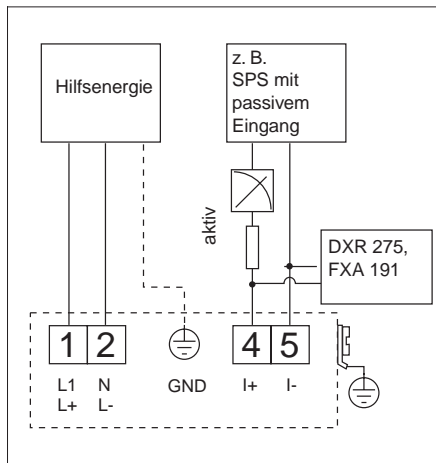 Hilfsenergie
z. B.
SPS mit
passivem
Eingang
aktiv
DXR 275,
FXA 191
1 2 4 5
L1 N GND I+ I-
L+ L-